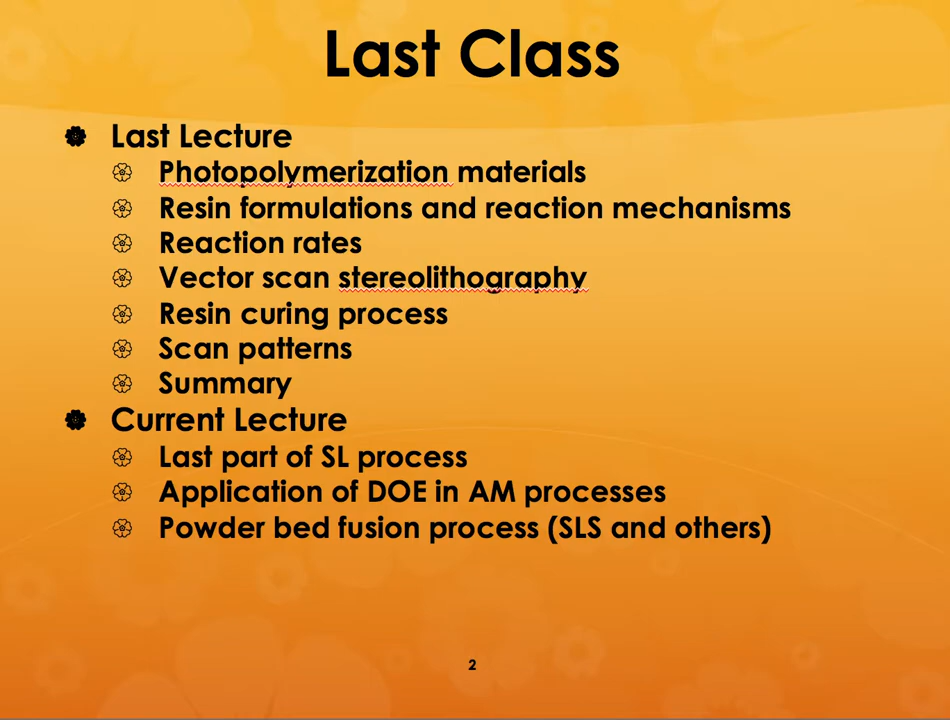 Last Class
Last Lecture
Photopolymerization materials
Resin formulations and reaction mechanisms
Reaction rates
Vector scan stereolithography
Resin curing process
Scan patterns
Summary
Current Lecture
Last part of SL process
Application of DOE in AM processes
Powder bed fusion process (SLS and others)
2